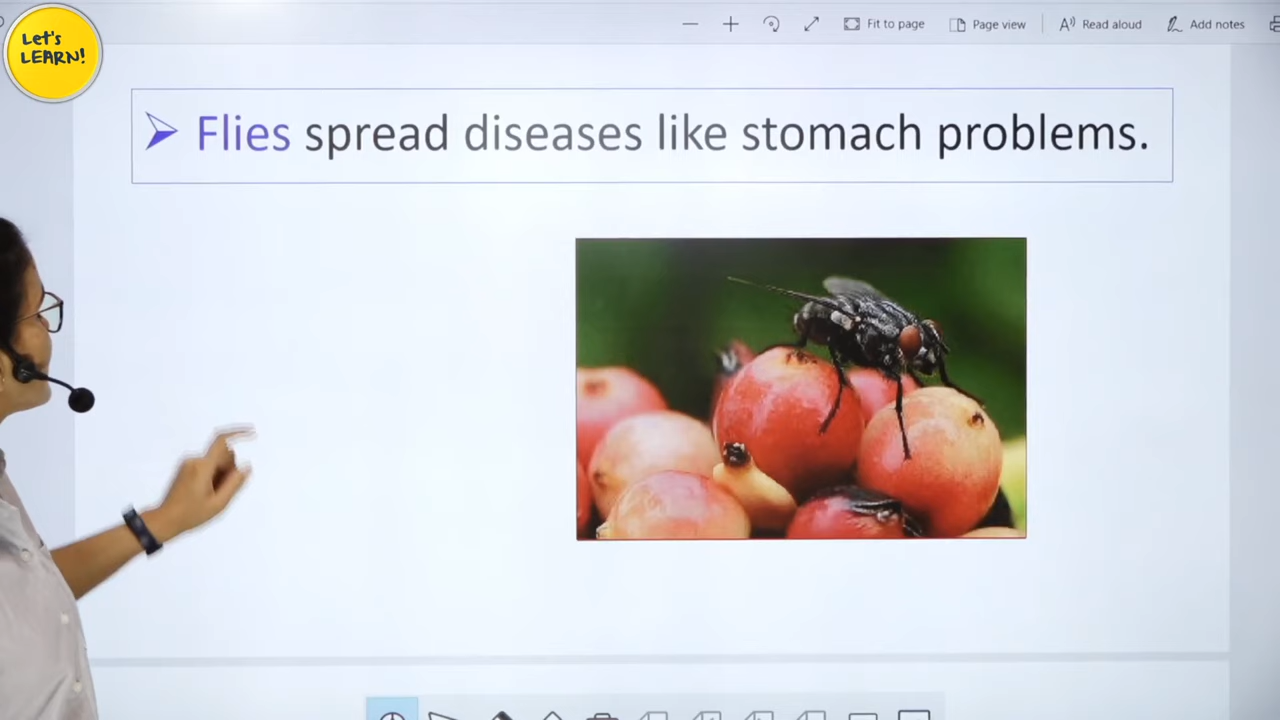 Let's
LEARN!
Fit to page
Page view
Read aloud
Add notes
Flies spread diseases like stomach problems.